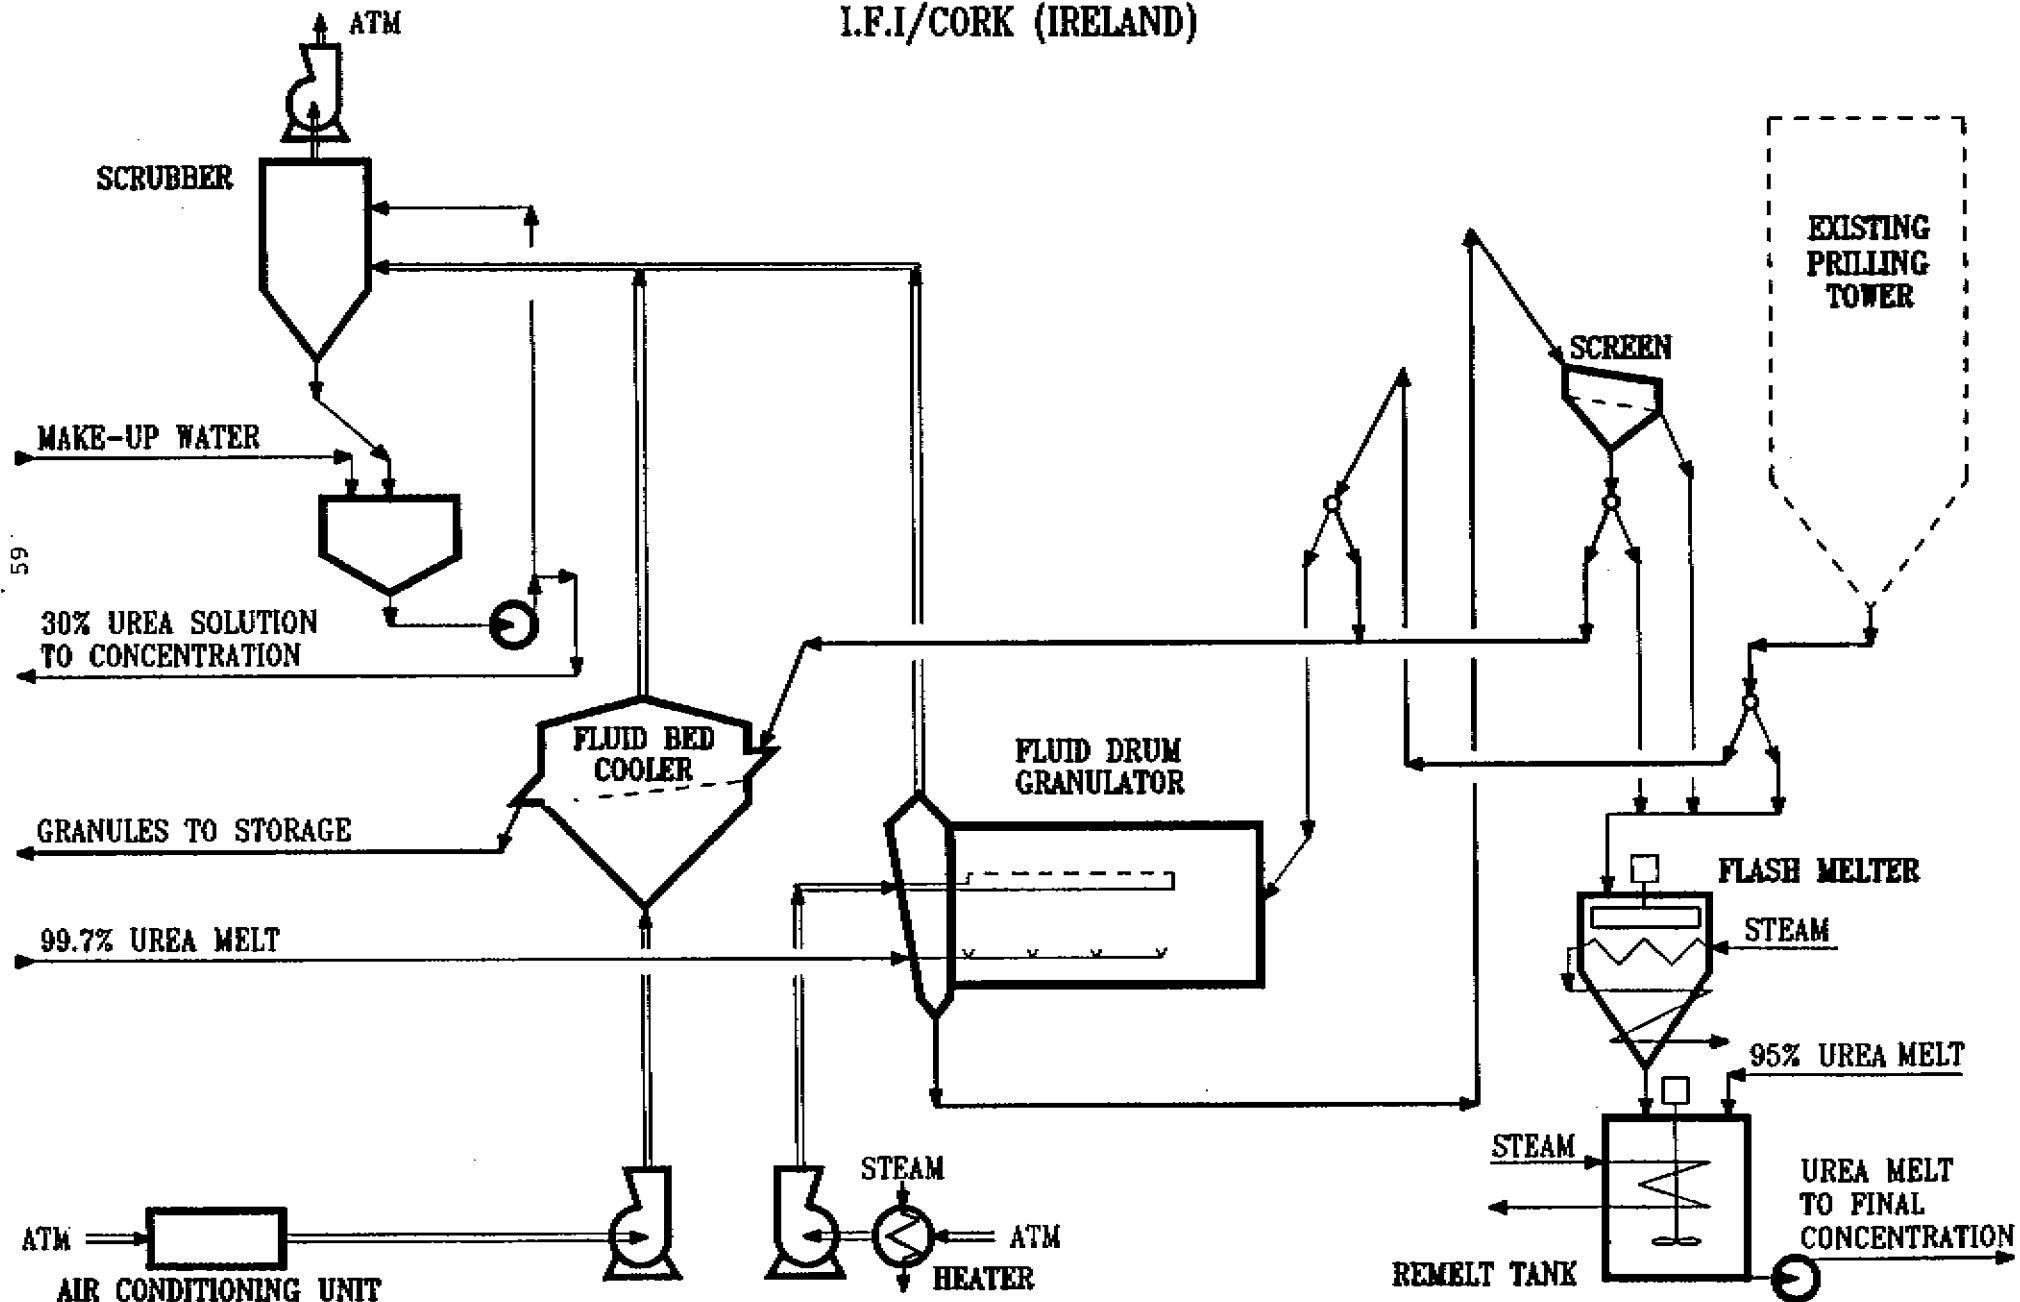 I.F.I/CORK (IRELAND)
ATM
SCRUBBER
EXISTING
PRILLING
TOWER
SCREEN
MAKE-UP WATER
59
30% UREA SOLUTION
TO CONCENTRATION
FLUID BED
COOLER
FLUID DRUM
GRANULATOR
GRANULES TO STORAGE
FLASH MELTER
STEAM
99.7% UREA MELT
95% UREA MELT
STEAM
STEAM
UREA MELT
TO FINAL
CONCENTRATION
ATM
ATM
AIR CONDITIONING UNIT
HEATER
REMELT TANK